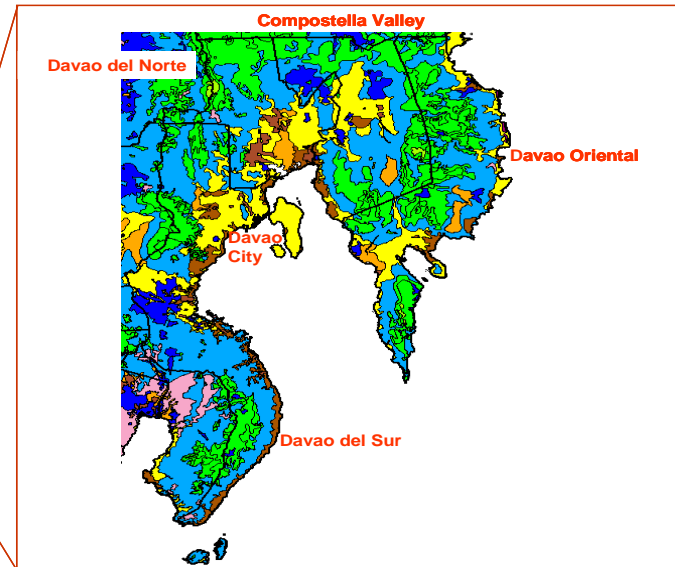 Compostella Valley
Davao del Norte
Davao Oriental
Davao
City
Davao del Sur